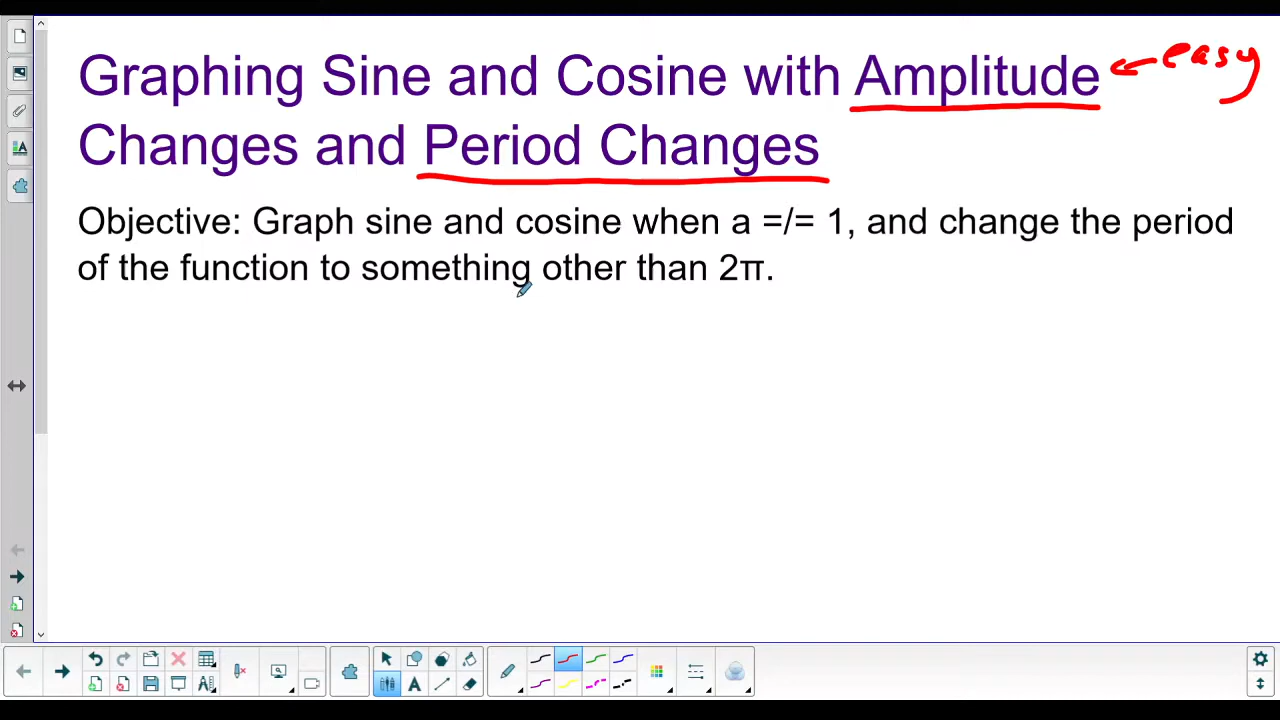 Graphing Sine and Cosine with Amplitude ← easy
Changes and Period Changes
Objective: Graph sine and cosine when a =/= 1, and change the period
of the function to something other than 2π.